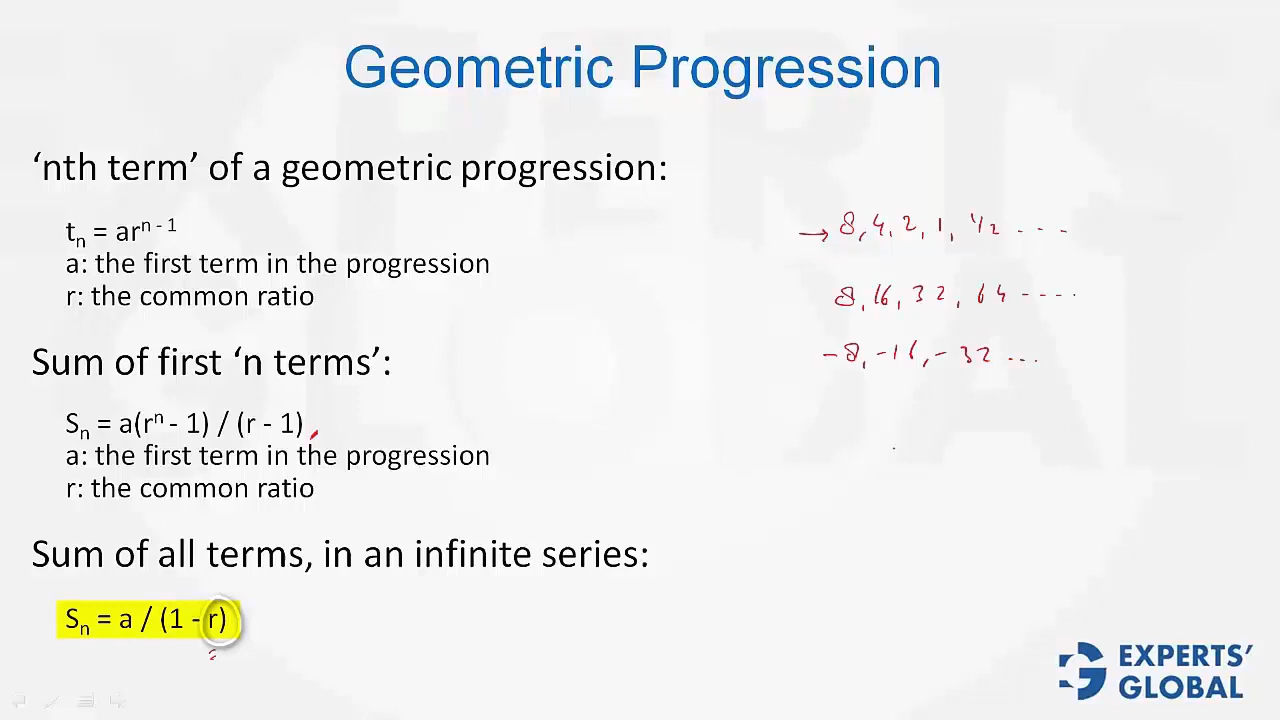 Geometric Progression
‘nth term’ of a geometric progression:
tn = ar^n - 1
a: the first term in the progression
r: the common ratio
→ 8, 4, 2, 1, 1/2 - - -
8, 16, 32, 64 - - - -
- 8, -16, - 32 ...
Sum of first ‘n terms’:
Sn = a(r^n - 1) / (r - 1)
a: the first term in the progression
r: the common ratio
Sum of all terms, in an infinite series:
Sn = a / (1 - r)
EXPERTS’
GLOBAL